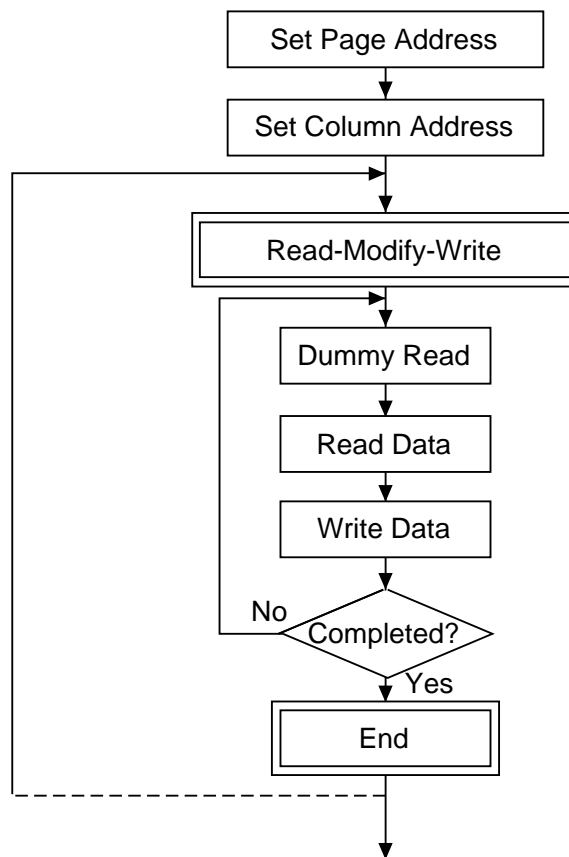 Set Page Address
Set Column Address
Read-Modify-Write
Dummy Read
Read Data
Write Data
No
Completed?
Yes
End